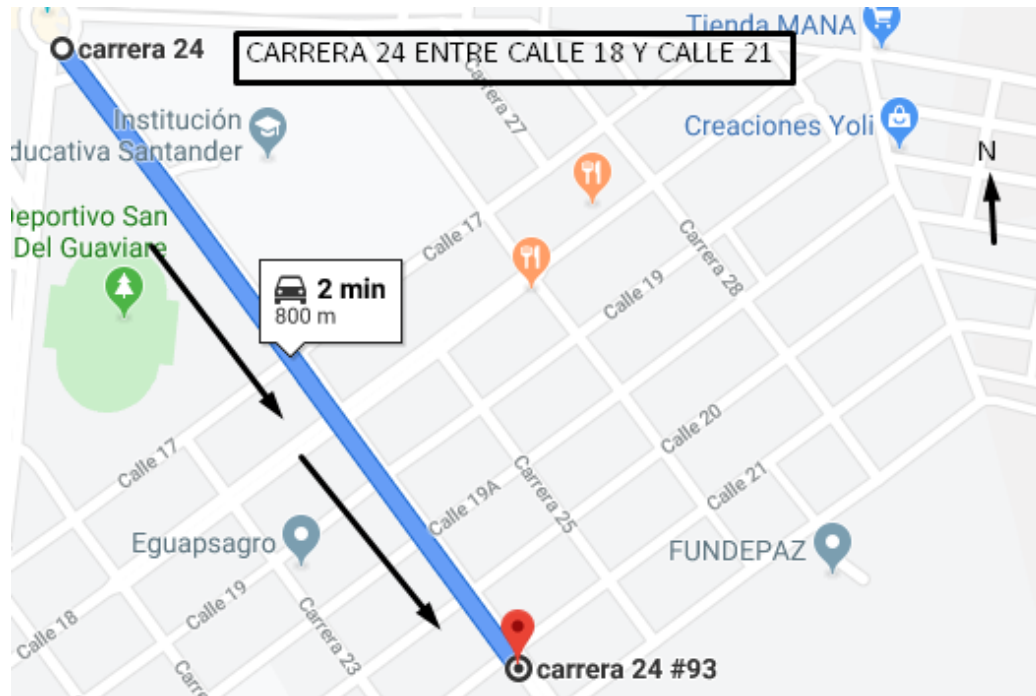 Tienda MANA
carrera 24
CARRERA 24 ENTRE CALLE 18 Y CALLE 21
Carrera 27
Institución
ducativa Santander
Creaciones Yoli
N
Deportivo San
Del Guaviare
Calle 17
Carrera 28
2 min
800 m
Calle 19
Calle 20
Calle 17
Carrera 25
Calle 21
Calle 19A
Eguapsagro
FUNDEPAZ
Calle 19
Calle 18
Carrera 23
carrera 24 #93